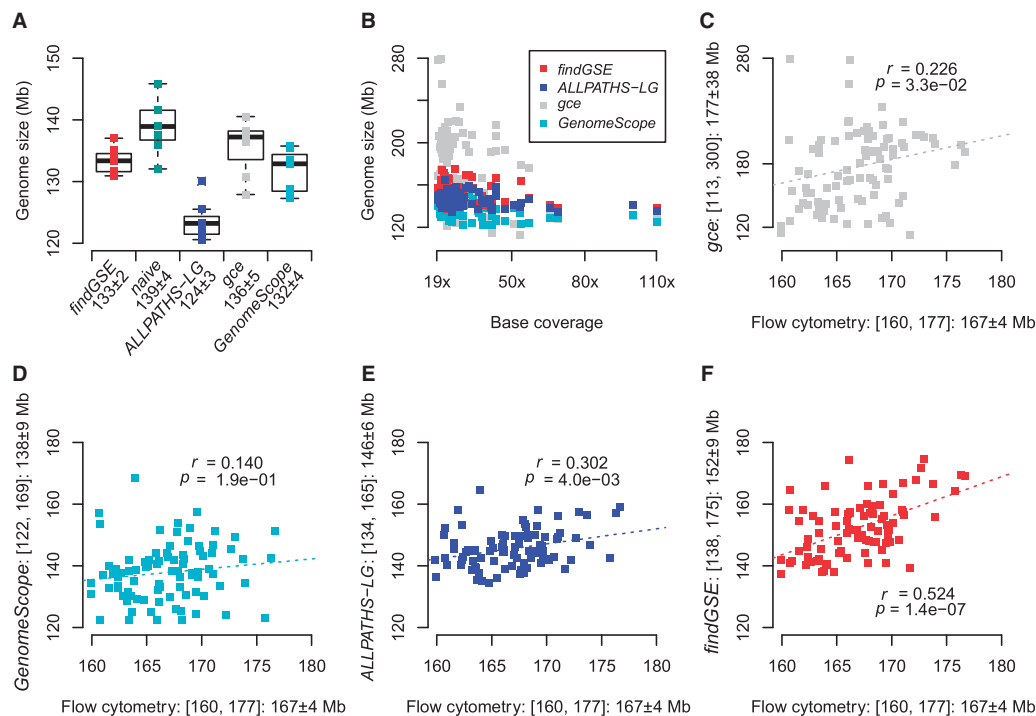 A
Genome size (Mb)
150
140
130
120
findGSE
133±2
naive
139±4
ALLPATHS−LG
124±3
gce
136±5
GenomeScope
132±4
B
Genome size (Mb)
280
200
120
findGSE
ALLPATHS−LG
gce
GenomeScope
19x
50x
80x
110x
Base coverage
C
gce: [113, 300]: 177±38 Mb
280
180
120
r = 0.226
p = 3.3e−02
Flow cytometry: [160, 177]: 167±4 Mb
D
GenomeScope: [122, 169]: 138±9 Mb
180
160
140
120
r = 0.140
p = 1.9e−01
160
165
170
175
180
Flow cytometry: [160, 177]: 167±4 Mb
E
ALLPATHS−LG: [134, 165]: 146±6 Mb
180
160
140
120
r = 0.302
p = 4.0e−03
160
165
170
175
180
Flow cytometry: [160, 177]: 167±4 Mb
F
findGSE: [138, 175]: 152±9 Mb
180
160
140
120
r = 0.524
p = 1.4e−07
160
165
170
175
180
Flow cytometry: [160, 177]: 167±4 Mb